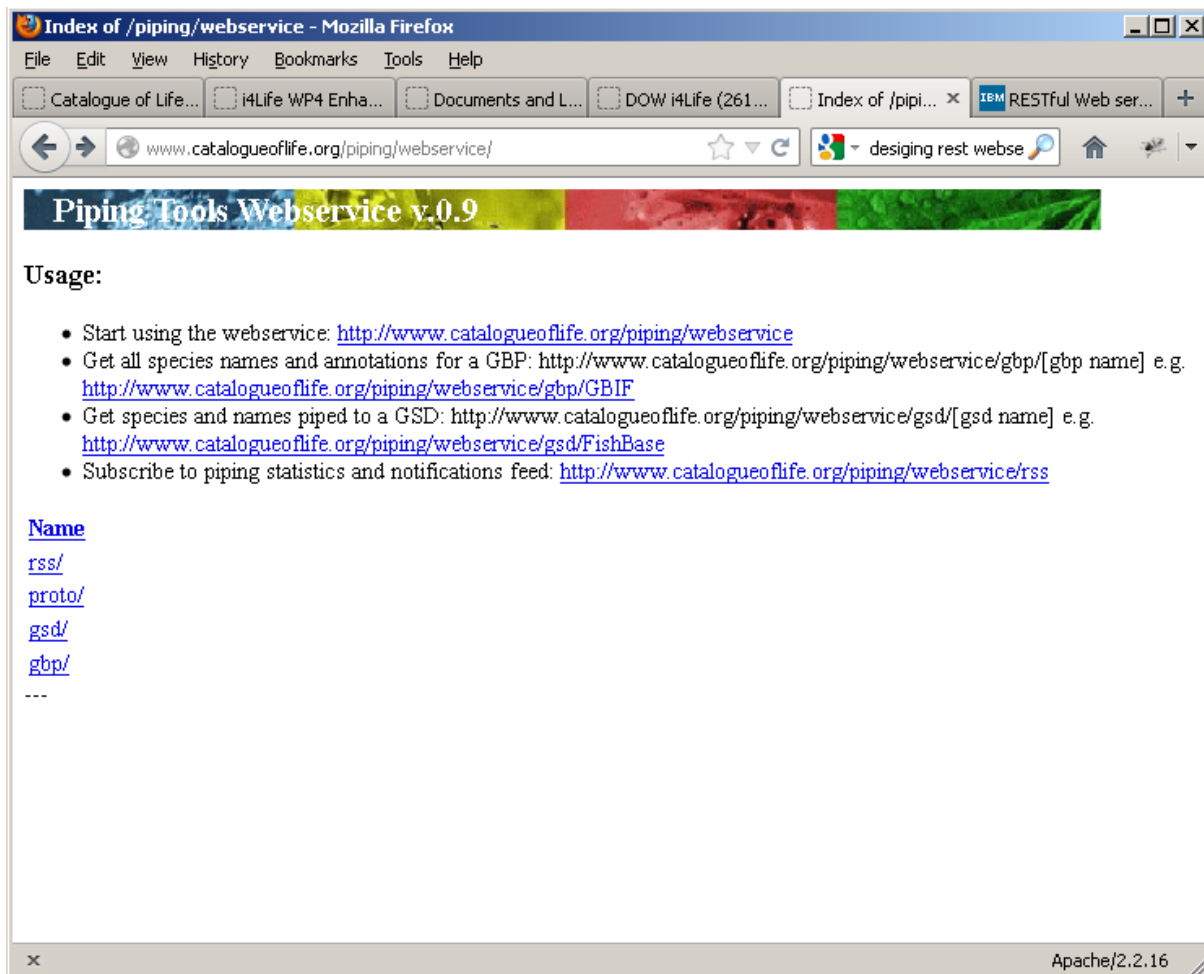 Index of /piping/webservice - Mozilla Firefox
File Edit View History Bookmarks Tools Help
Catalogue of Life... i4Life WP4 Enha... Documents and L... DOW i4Life (261... Index of /pipi... IBM RESTful Web ser...
www.catalogueoflife.org/piping/webservice/ desiging rest webse
Piping Tools Webservice v.0.9
Usage:
• Start using the webservice: http://www.catalogueoflife.org/piping/webservice
• Get all species names and annotations for a GBP: http://www.catalogueoflife.org/piping/webservice/gbp/[gbp name] e.g.
http://www.catalogueoflife.org/piping/webservice/gbp/GBIF
• Get species and names piped to a GSD: http://www.catalogueoflife.org/piping/webservice/gsd/[gsd name] e.g.
http://www.catalogueoflife.org/piping/webservice/gsd/FishBase
• Subscribe to piping statistics and notifications feed: http://www.catalogueoflife.org/piping/webservice/rss
Name
rss/
proto/
gsd/
gbp/
---
Apache/2.2.16